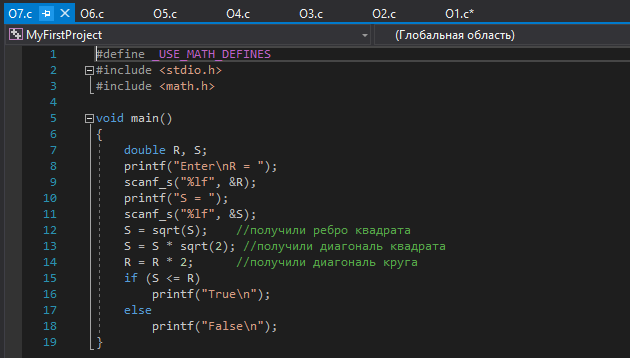 O7.c O6.c O5.c O4.c O3.c O2.c O1.c*
MyFirstProject (Глобальная область)
1 #define _USE_MATH_DEFINES
2 #include <stdio.h>
3 #include <math.h>
4
5 void main()
6 {
7 double R, S;
8 printf("Enter\nR = ");
9 scanf_s("%lf", &R);
10 printf("S = ");
11 scanf_s("%lf", &S);
12 S = sqrt(S); //получили ребро квадрата
13 S = S * sqrt(2); //получили диагональ квадрата
14 R = R * 2; //получили диагональ круга
15 if (S <= R)
16 printf("True\n");
17 else
18 printf("False\n");
19 }